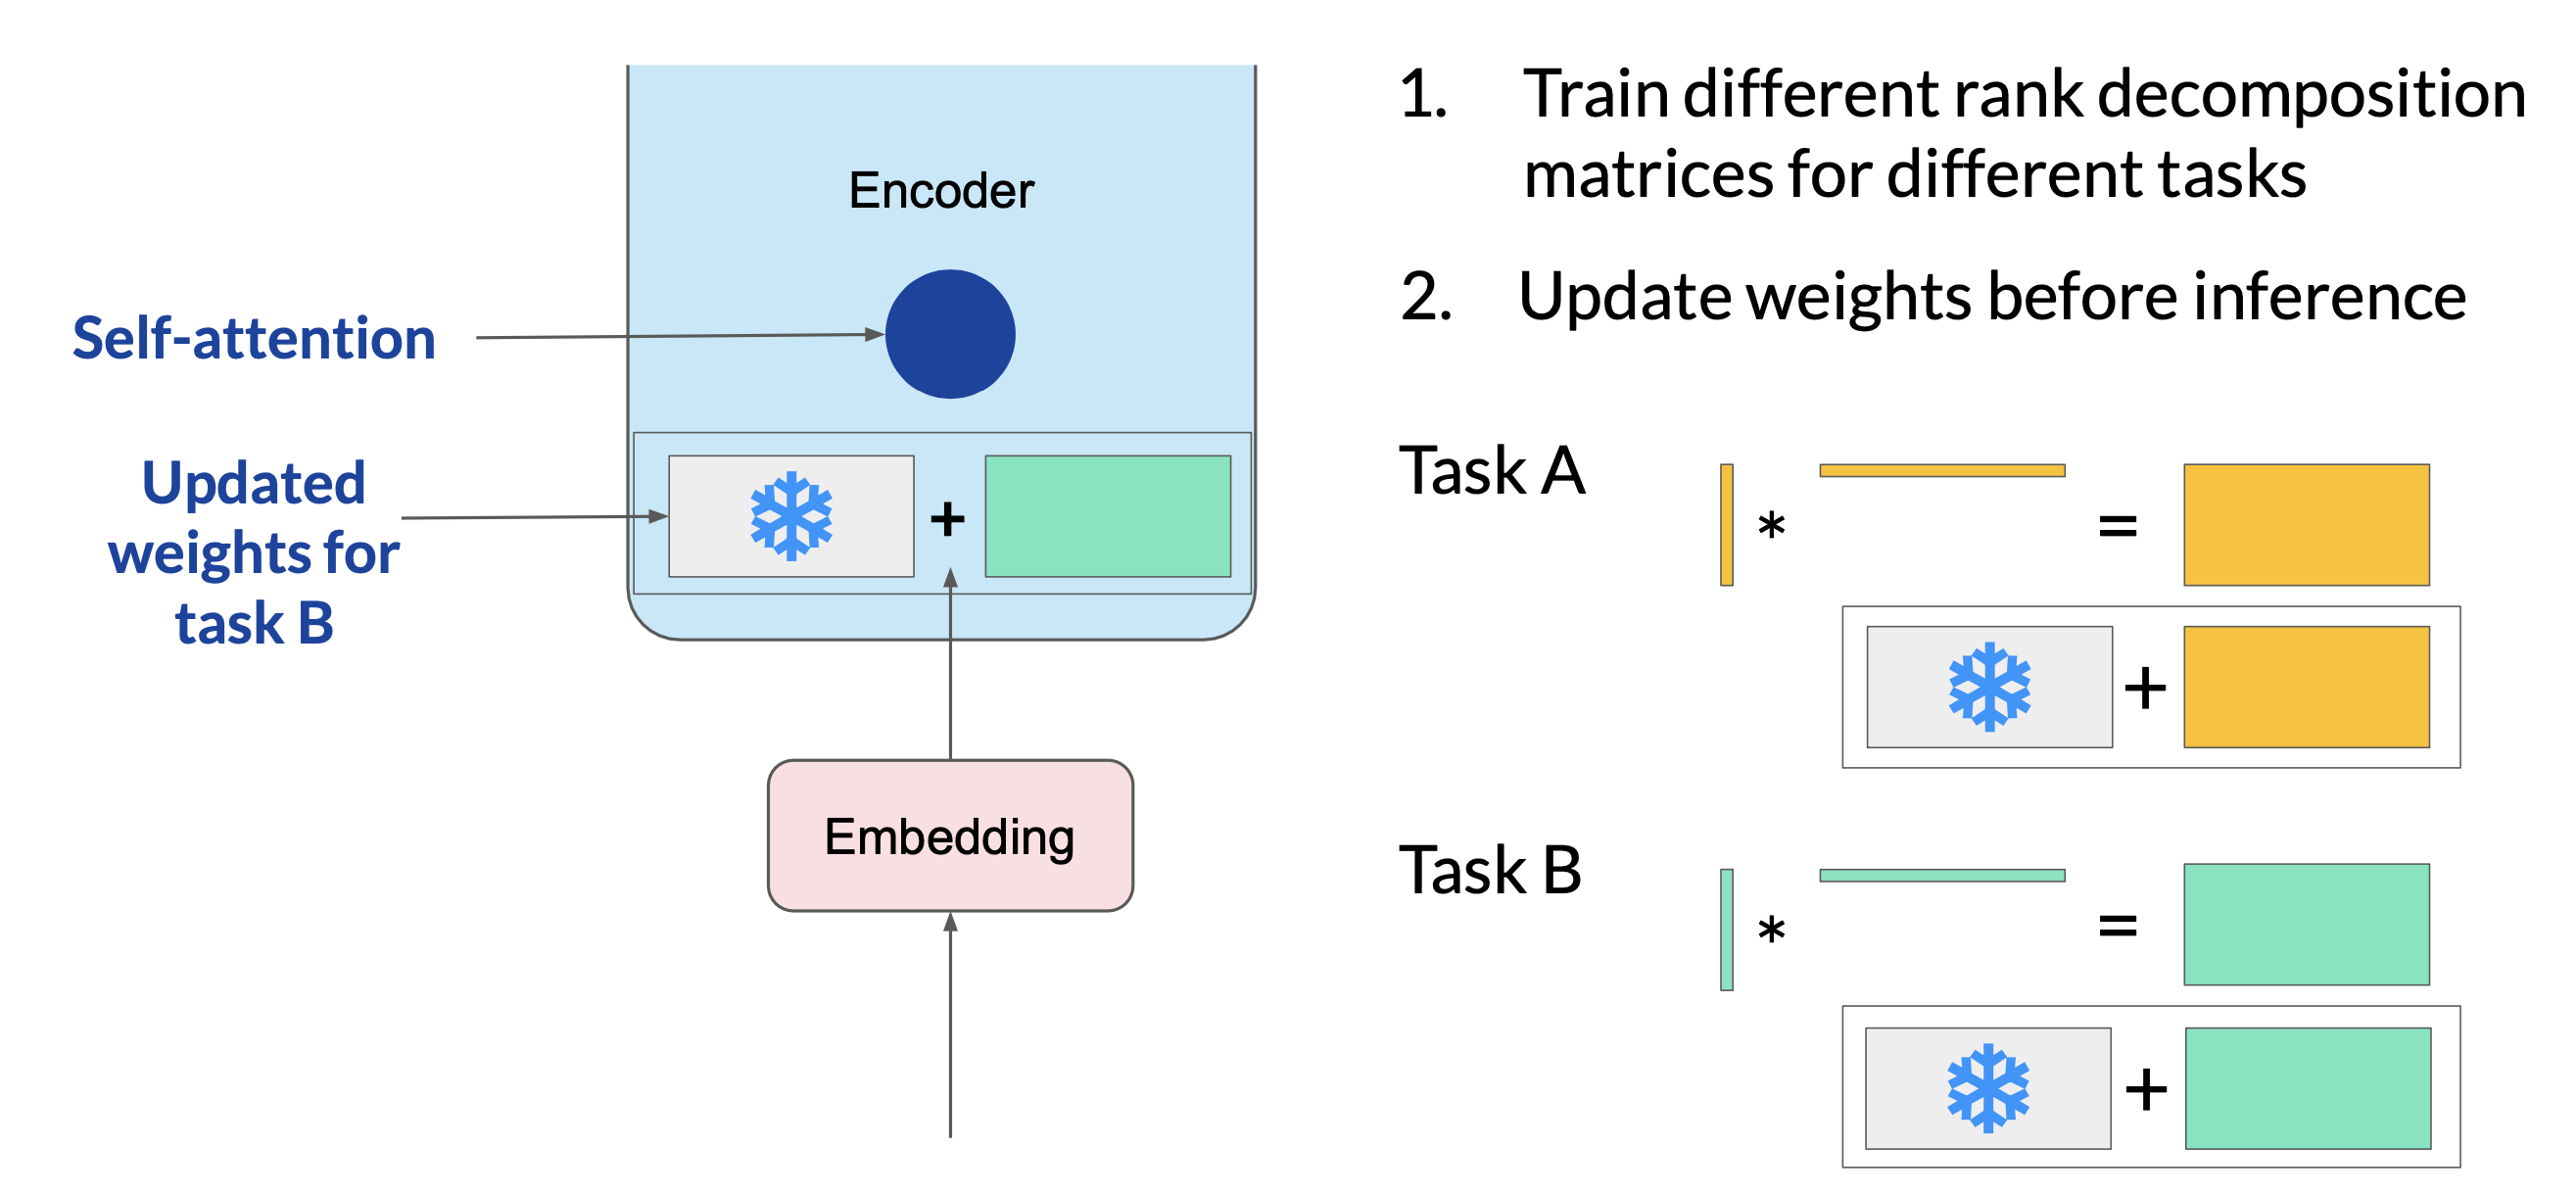 Encoder
Self-attention
Updated
weights for
task B
+
Embedding
1. Train different rank decomposition
matrices for different tasks
2. Update weights before inference
Task A
* =
+
Task B
* =
+